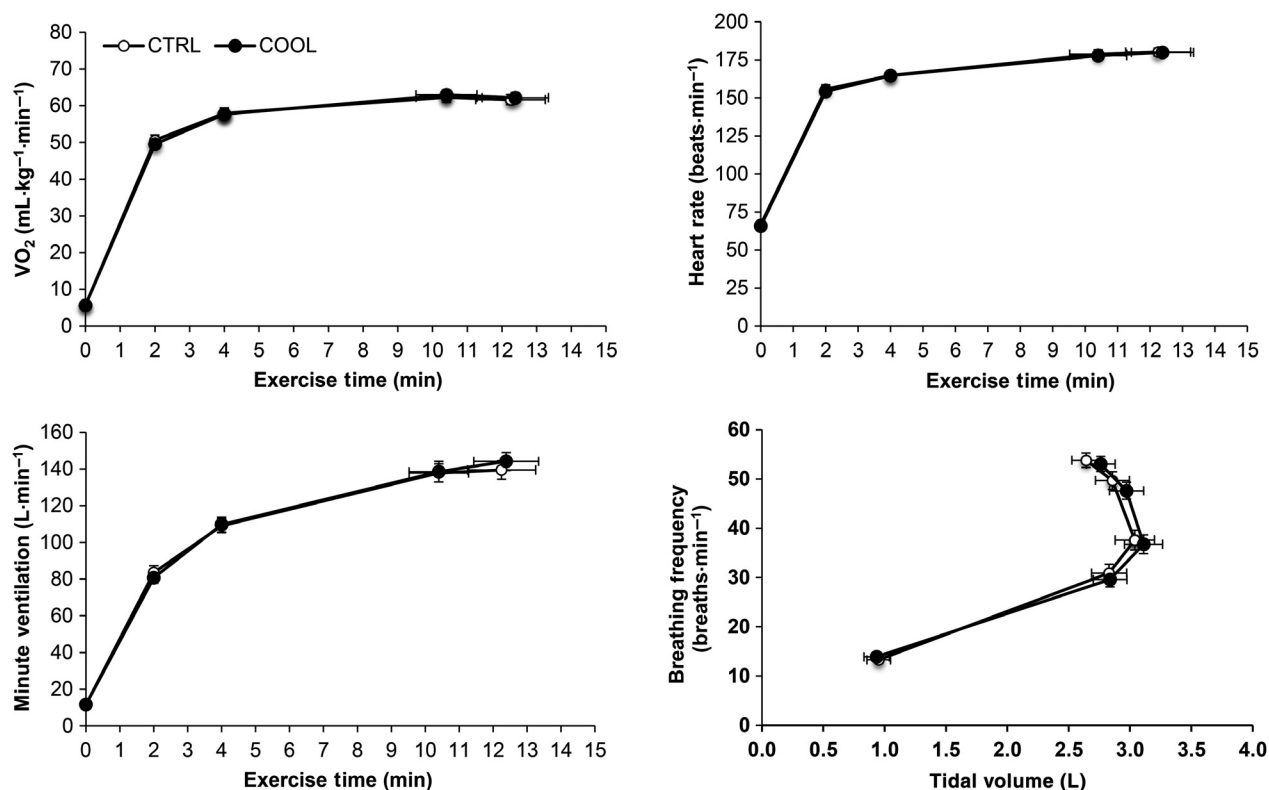 CTRL COOL
VO₂ (mL·kg⁻¹·min⁻¹)
80
70
60
50
40
30
20
10
0
0 1 2 3 4 5 6 7 8 9 10 11 12 13 14 15
Exercise time (min)
Heart rate (beats·min⁻¹)
200
175
150
125
100
75
50
25
0
0 1 2 3 4 5 6 7 8 9 10 11 12 13 14 15
Exercise time (min)
Minute ventilation (L·min⁻¹)
160
140
120
100
80
60
40
20
0
0 1 2 3 4 5 6 7 8 9 10 11 12 13 14 15
Exercise time (min)
Breathing frequency
(breaths·min⁻¹)
60
50
40
30
20
10
0
0.0 0.5 1.0 1.5 2.0 2.5 3.0 3.5 4.0
Tidal volume (L)